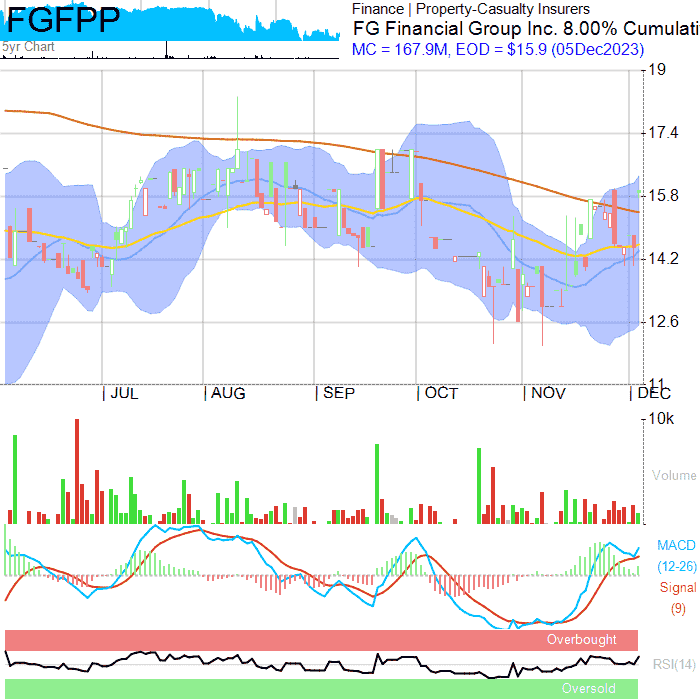 FGFPP
5yr Chart
Finance | Property-Casualty Insurers
FG Financial Group Inc. 8.00% Cumulati
MC = 167.9M, EOD = $15.9 (05Dec2023)
19
17.4
15.8
14.2
12.6
11
| JUL
| AUG
| SEP
| OCT
| NOV
| DEC
10k
Volume
MACD
(12-26)
Signal
(9)
Overbought
RSI(14)
Oversold